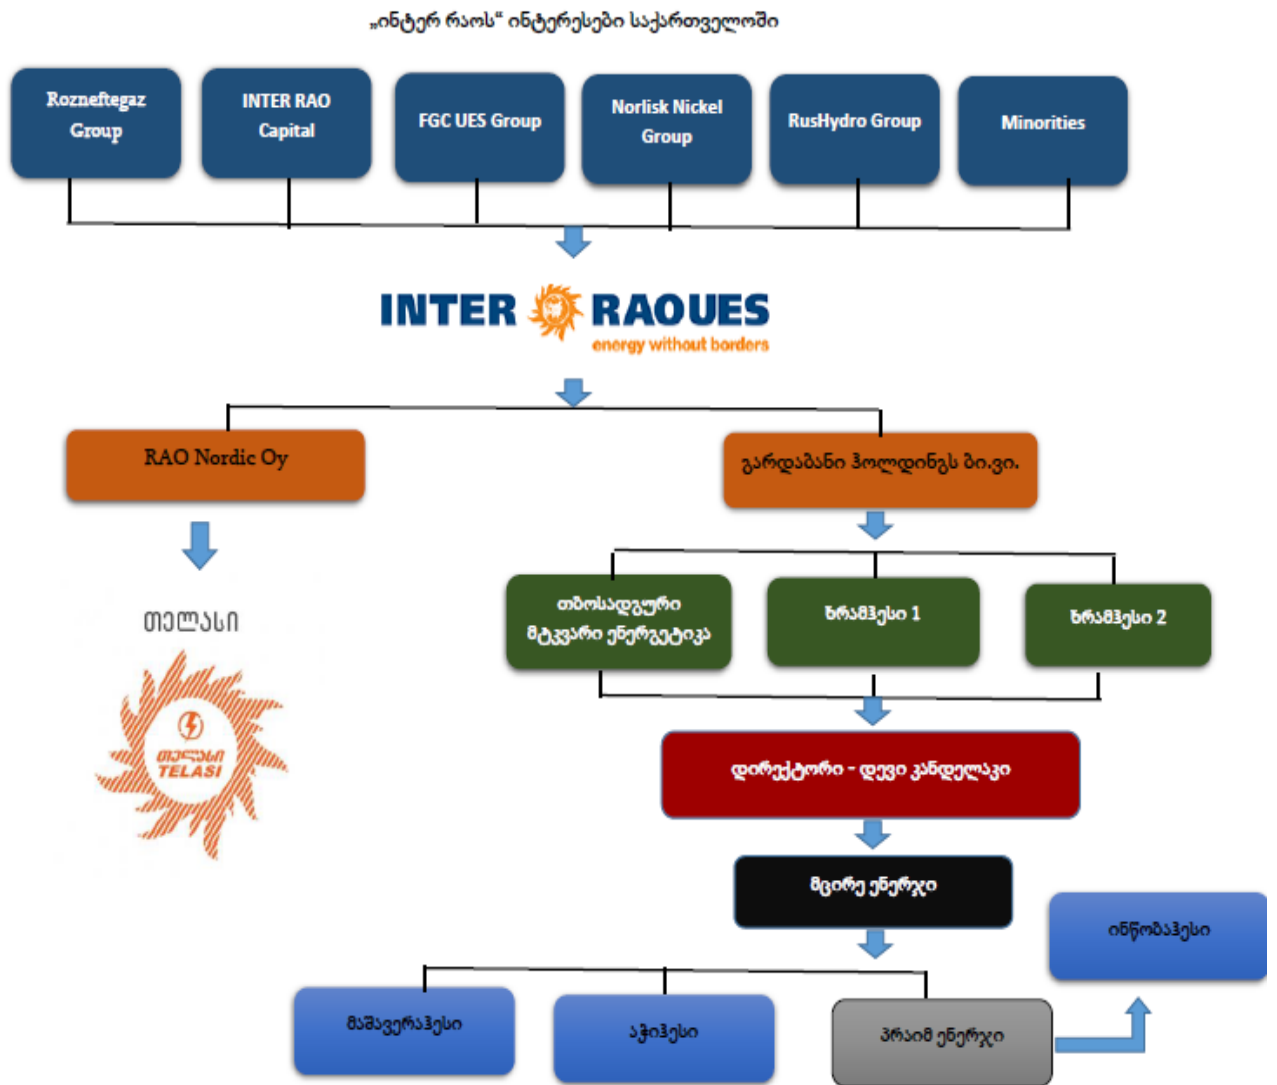 „ინტერ რაოს“ ინტერესები საქართველოში
Rozneftegaz
Group
INTER RAO
Capital
FGC UES Group
Norlisk Nickel
Group
RusHydro Group
Minorities
INTER RAOUES
energy without borders
RAO Nordic Oy
გარდაბანი ჰოლდინგს ბი.ვი.
თბოსადგური
მტკვარი ენერგეტიკა
ხრამჰესი 1
ხრამჰესი 2
თელასი
თელასი
TELASI
დირექტორი - დევი კანდელაკი
მცირე ენერჯი
ინწობაჰესი
მაშავერაჰესი
აჭიჰესი
პრაიმ ენერჯი